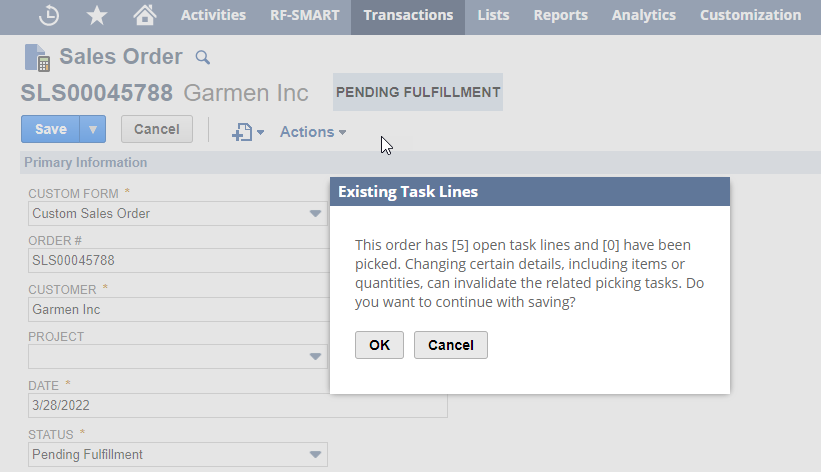 Activities RF-SMART Transactions Lists Reports Analytics Customization
Sales Order
SLS00045788 Garmen Inc PENDING FULFILLMENT
Save Cancel Actions
Primary Information
CUSTOM FORM *
Custom Sales Order
ORDER #
SLS00045788
CUSTOMER *
Garmen Inc
PROJECT
DATE *
3/28/2022
STATUS *
Pending Fulfillment
Existing Task Lines
This order has [5] open task lines and [0] have been
picked. Changing certain details, including items or
quantities, can invalidate the related picking tasks. Do
you want to continue with saving?
OK Cancel